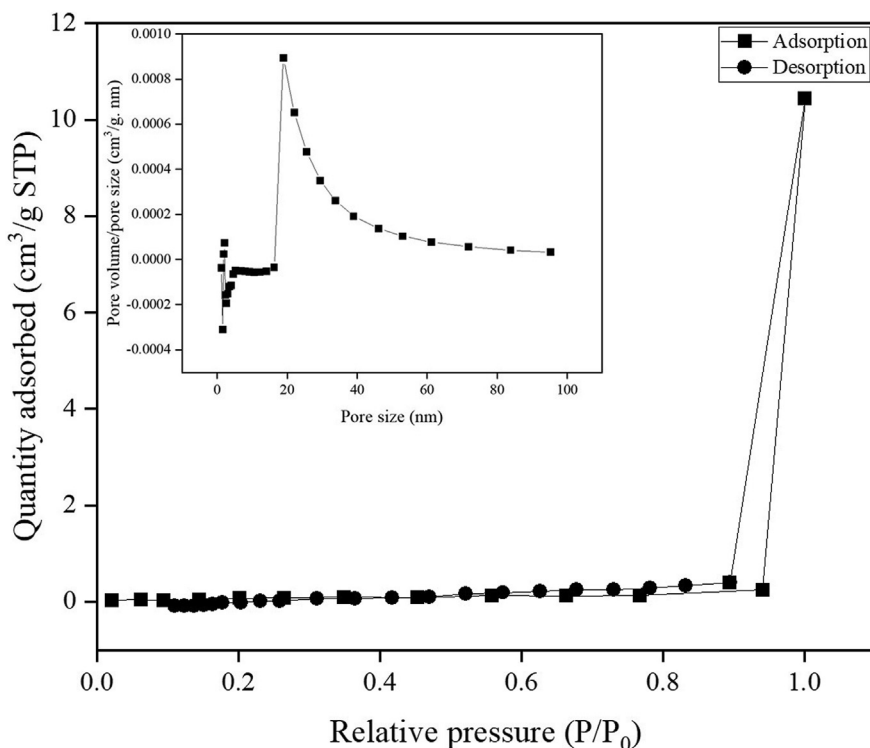 12
10
8
6
4
2
0
Quantity adsorbed (cm³/g STP)
0.0 0.2 0.4 0.6 0.8 1.0
Relative pressure (P/P₀)
Adsorption
Desorption
0.0010
0.0008
0.0006
0.0004
0.0002
0.0000
-0.0002
-0.0004
Pore volume/pore size (cm³/g. nm)
0 20 40 60 80 100
Pore size (nm)